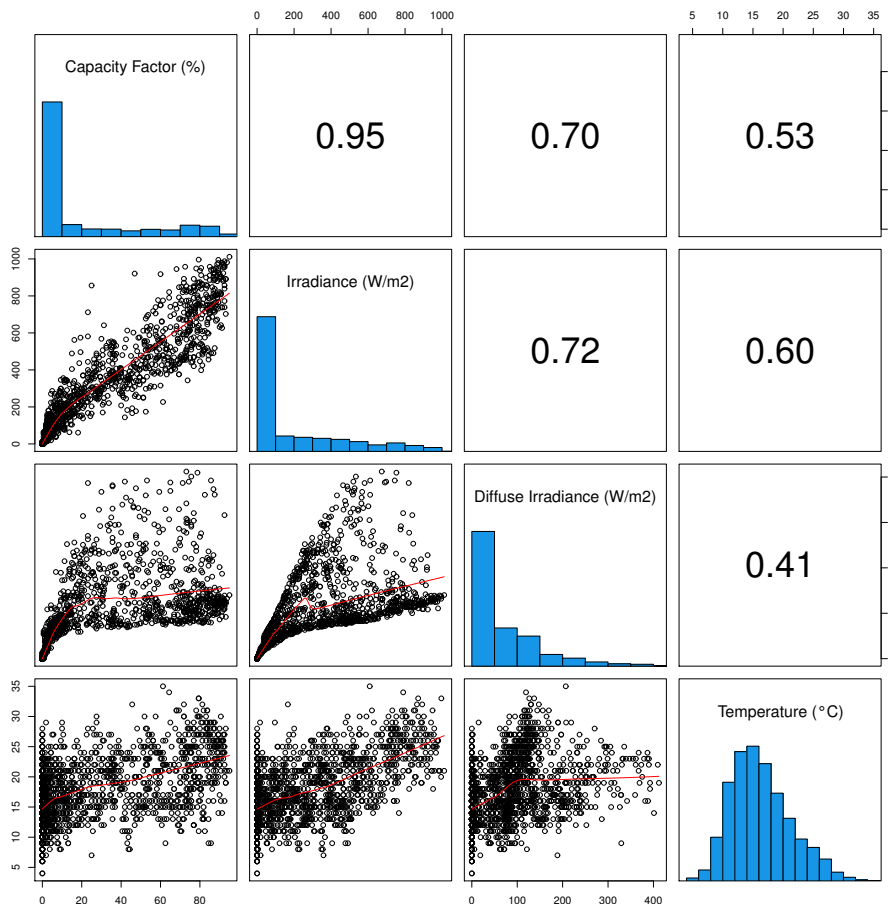 0 200 400 600 800 1000
5 10 15 20 25 30 35
Capacity Factor (%)
0.95
0.70
0.53
0 200 400 600 800 1000
Irradiance (W/m2)
0.72
0.60
Diffuse Irradiance (W/m2)
0.41
5 10 15 20 25 30 35
Temperature (°C)
0 20 40 60 80
0 100 200 300 400